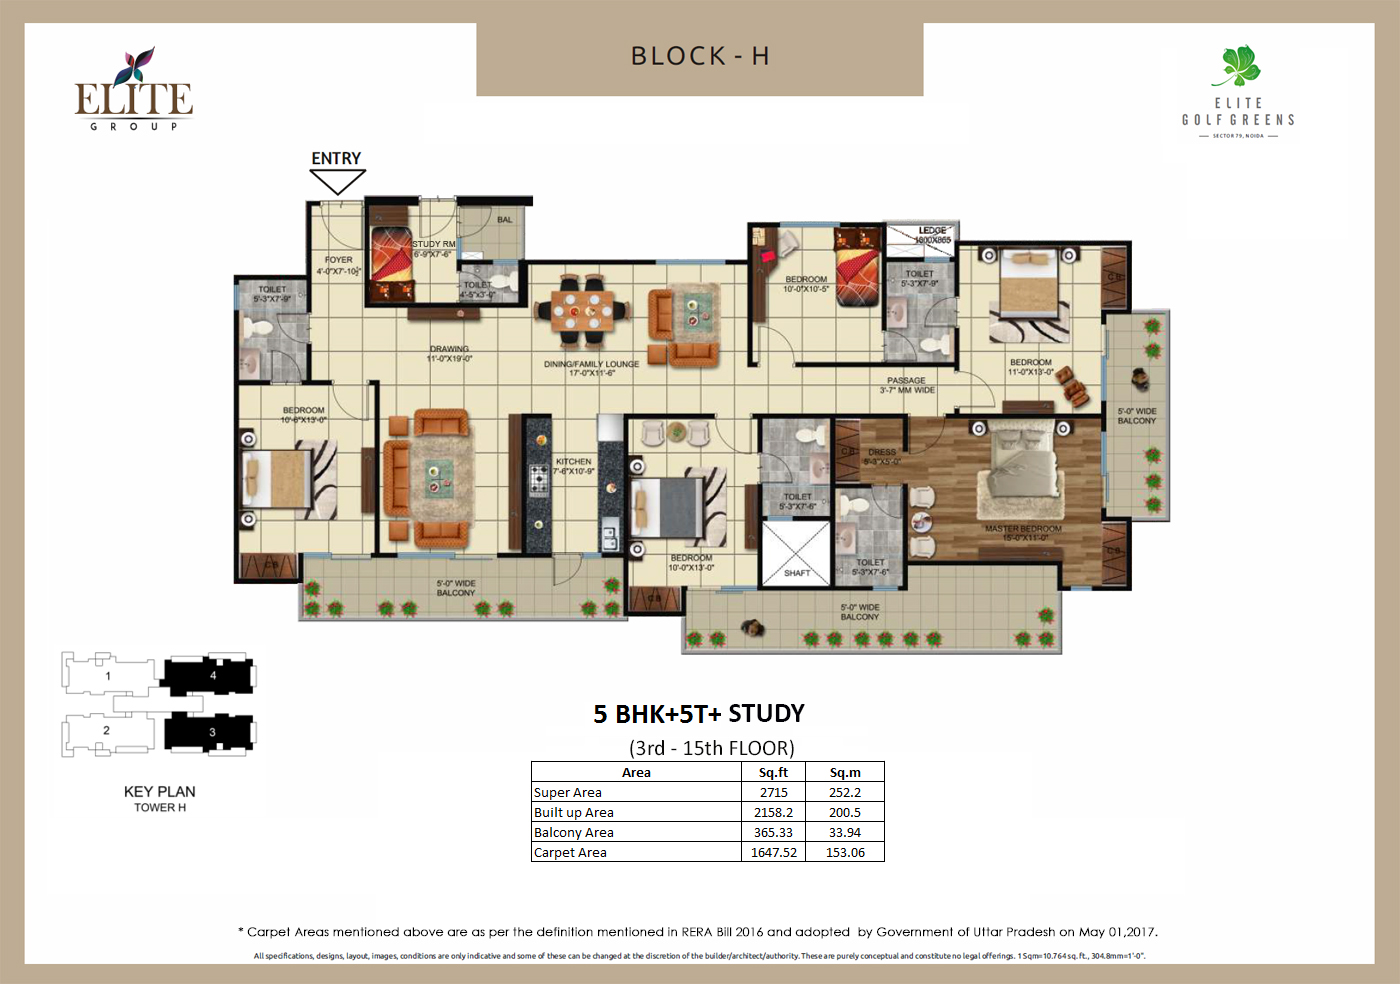 BLOCK - H
ELITE
GROUP
ELITE
GOLF GREENS
SECTOR 79, NOIDA
ENTRY
BAL
STUDY RM
6'-9"X7'-6"
FOYER
4'-0"X7'-10½"
TOILET
4'-5"x3'-0"
TOILET
5'-3"X7'-9"
LEDGE
1600X865
TOILET
5'-3"X7'-9"
BEDROOM
10'-0"X10'-5"
DRAWING
11'-0"X19'-0"
DINING/FAMILY LOUNGE
17'-0"X11'-6"
BEDROOM
11'-0"X13'-0"
C.B
PASSAGE
3'-7" MM WIDE
BEDROOM
10'-6"X13'-0"
5'-0" WIDE
BALCONY
KITCHEN
7'-6"X10'-9"
DRESS
5'-3"X5'-0"
C.B
TOILET
5'-3"X7'-6"
MASTER BEDROOM
15'-0"X11'-0"
BEDROOM
10'-0"X13'-0"
SHAFT
TOILET
5'-3"X7'-6"
C.B
C.B
5'-0" WIDE
BALCONY
C.B
5'-0" WIDE
BALCONY
1
4
2
3
KEY PLAN
TOWER H
5 BHK+5T+ STUDY
(3rd - 15th FLOOR)
Area Sq.ft Sq.m
Super Area 2715 252.2
Built up Area 2158.2 200.5
Balcony Area 365.33 33.94
Carpet Area 1647.52 153.06
* Carpet Areas mentioned above are as per the definition mentioned in RERA Bill 2016 and adopted by Government of Uttar Pradesh on May 01,2017.
All specifications, designs, layout, images, conditions are only indicative and some of these can be changed at the discretion of the builder/architect/authority. These are purely conceptual and constitute no legal offerings. 1 Sqm=10.764 sq. ft., 304.8mm=1'-0".